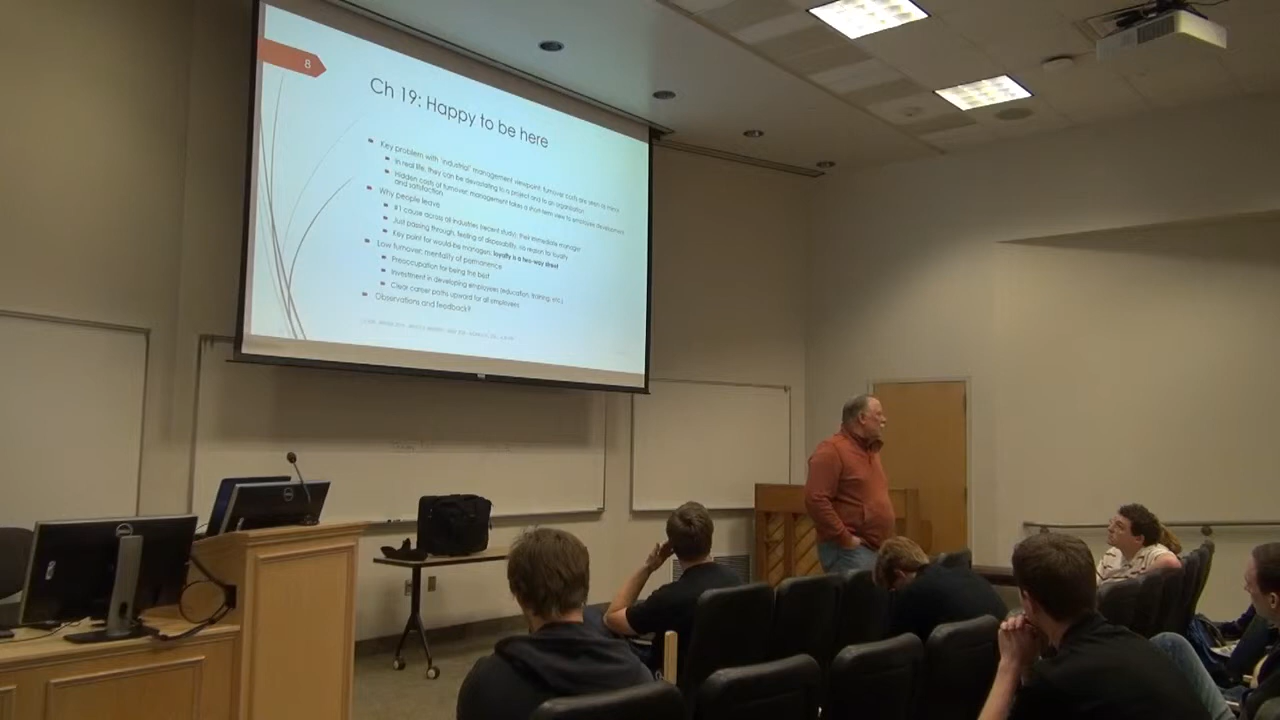 8
Ch 19: Happy to be here
Key problem with 'industrial' management viewpoint: turnover costs are seen as minor
In real life, they can be devastating to a project and to an organization
Hidden costs of turnover: management takes a short-term view to employee development
and satisfaction
Why people leave
#1 cause across all industries (recent study): their immediate manager
Just passing through, feeling of disposability, no reason for loyalty
Key point for would-be managers: loyalty is a two-way street
Low turnover: mentality of permanence
Preoccupation for being the best
Investment in developing employees (education, training, etc.)
Clear career paths upward for all employees
Observations and feedback?
DELL
DELL